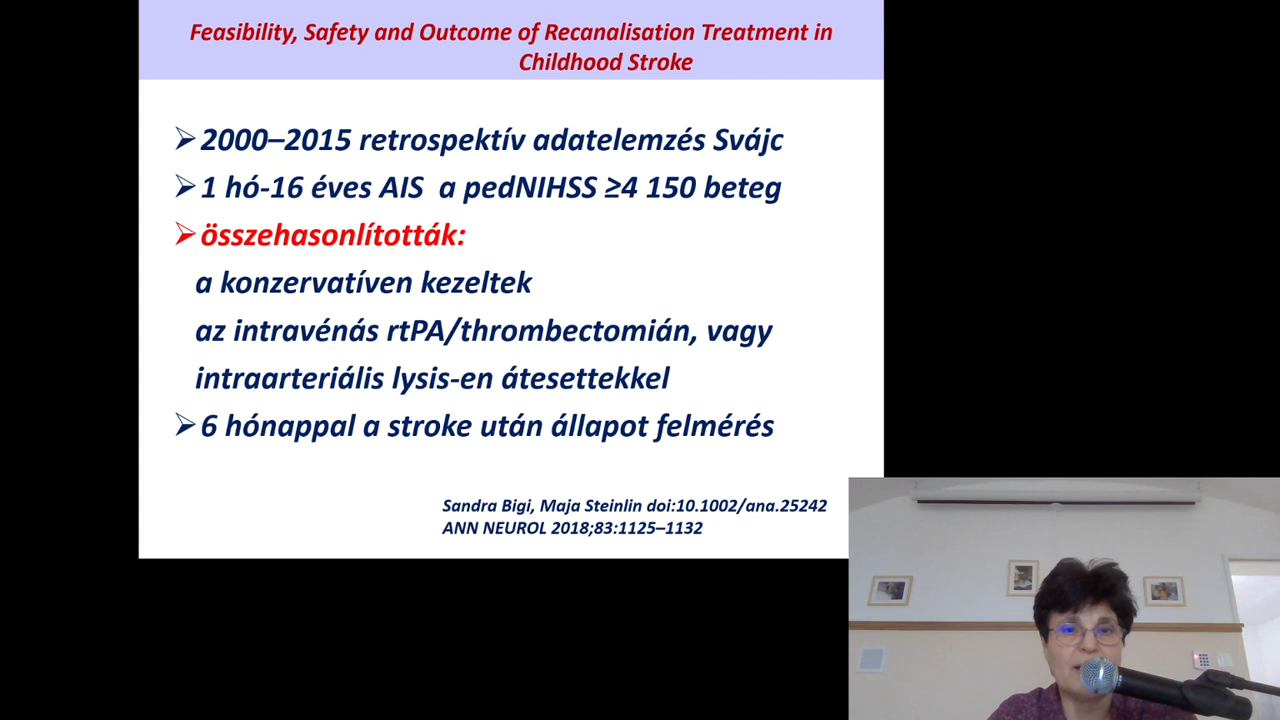 Feasibility, Safety and Outcome of Recanalisation Treatment in
Childhood Stroke
➢2000–2015 retrospektív adatelemzés Svájc
➢1 hó-16 éves AIS a pedNIHSS ≥4 150 beteg
➢összehasonlították:
a konzervatíven kezeltek
az intravénás rtPA/thrombectomián, vagy
intraarteriális lysis-en átesettekkel
➢6 hónappal a stroke után állapot felmérés
Sandra Bigi, Maja Steinlin doi:10.1002/ana.25242
ANN NEUROL 2018;83:1125–1132